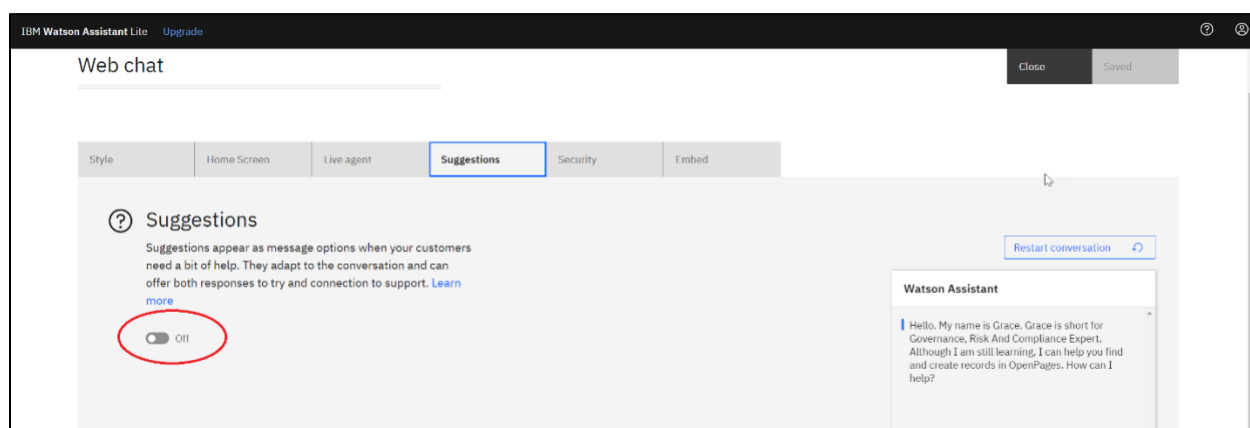 IBM Watson Assistant Lite Upgrade
Web chat
Close Saved
Style Home Screen Live agent Suggestions Security Embed
Suggestions
Suggestions appear as message options when your customers
need a bit of help. They adapt to the conversation and can
offer both responses to try and connection to support. Learn
more
Off
Restart conversation
Watson Assistant
Hello. My name is Grace. Grace is short for
Governance, Risk And Compliance Expert.
Although I am still learning, I can help you find
and create records in OpenPages. How can I
help?